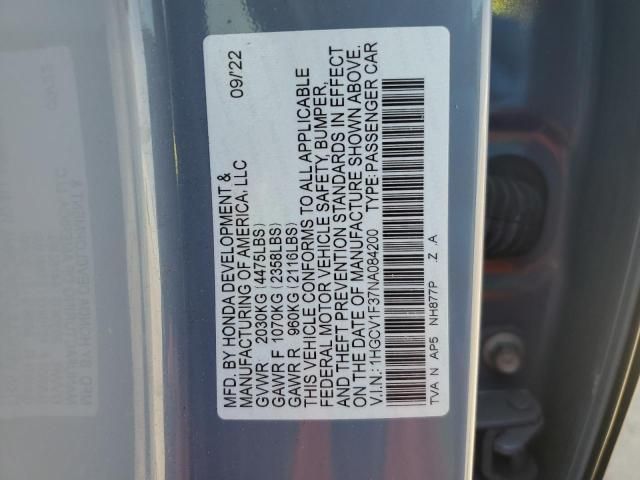 MFD. BY HONDA DEVELOPMENT & 09/22
MANUFACTURING OF AMERICA, LLC
GVWR 2030KG (4475LBS)
GAWR F 1070KG (2358LBS)
GAWR R 960KG (2116LBS)
THIS VEHICLE CONFORMS TO ALL APPLICABLE
FEDERAL MOTOR VEHICLE SAFETY, BUMPER,
AND THEFT PREVENTION STANDARDS IN EFFECT
ON THE DATE OF MANUFACTURE SHOWN ABOVE.
V.I.N.: 1HGCV1F37NA084200 TYPE: PASSENGER CAR
TVA N AP5 NH877P .Z .A